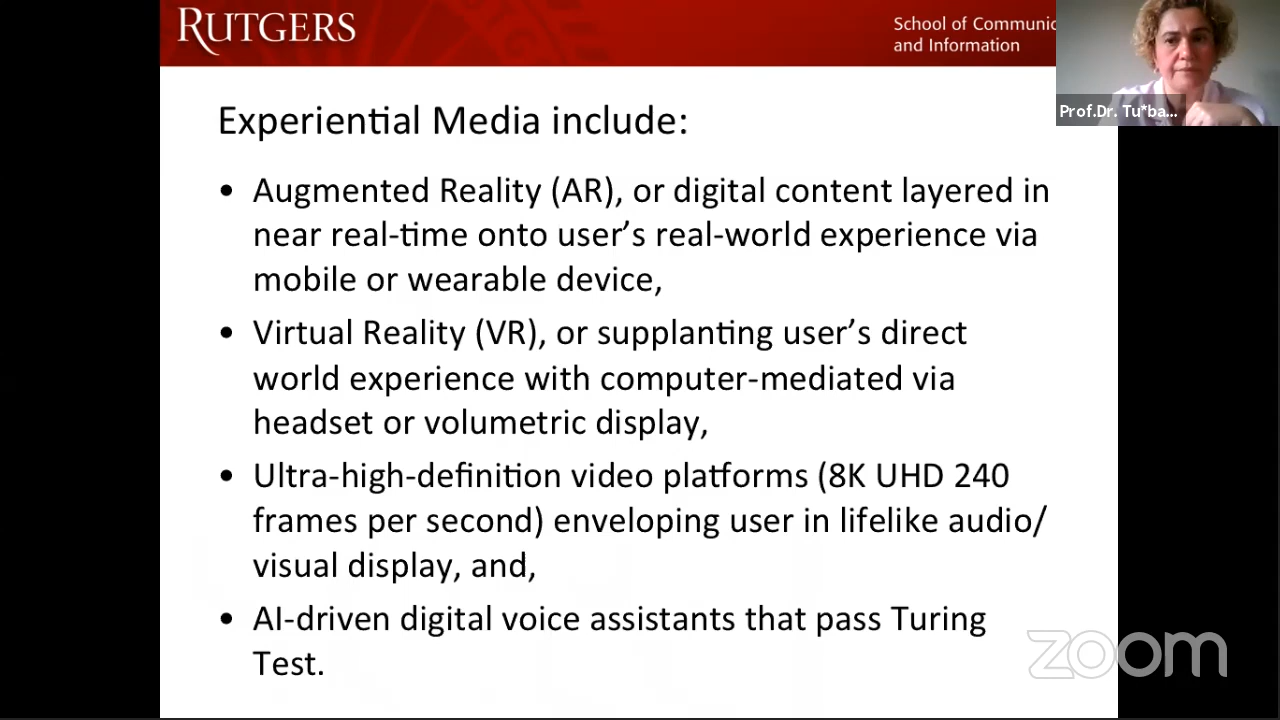 RUTGERS
School of Communic
and Information
Prof.Dr. Tu*ba...
Experiential Media include:
• Augmented Reality (AR), or digital content layered in
near real-time onto user’s real-world experience via
mobile or wearable device,
• Virtual Reality (VR), or supplanting user’s direct
world experience with computer-mediated via
headset or volumetric display,
• Ultra-high-definition video platforms (8K UHD 240
frames per second) enveloping user in lifelike audio/
visual display, and,
• AI-driven digital voice assistants that pass Turing
Test.
zoom